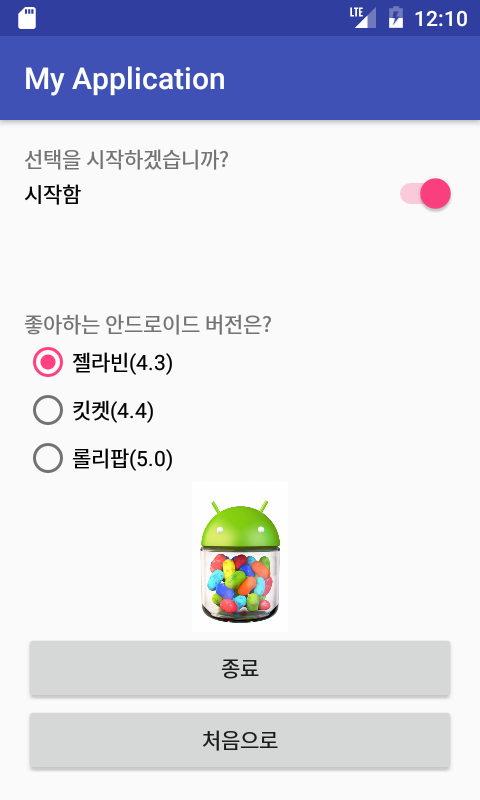 LTE 12:10
My Application
선택을 시작하겠습니까?
시작함
좋아하는 안드로이드 버전은?
젤라빈(4.3)
킷켓(4.4)
롤리팝(5.0)
종료
처음으로